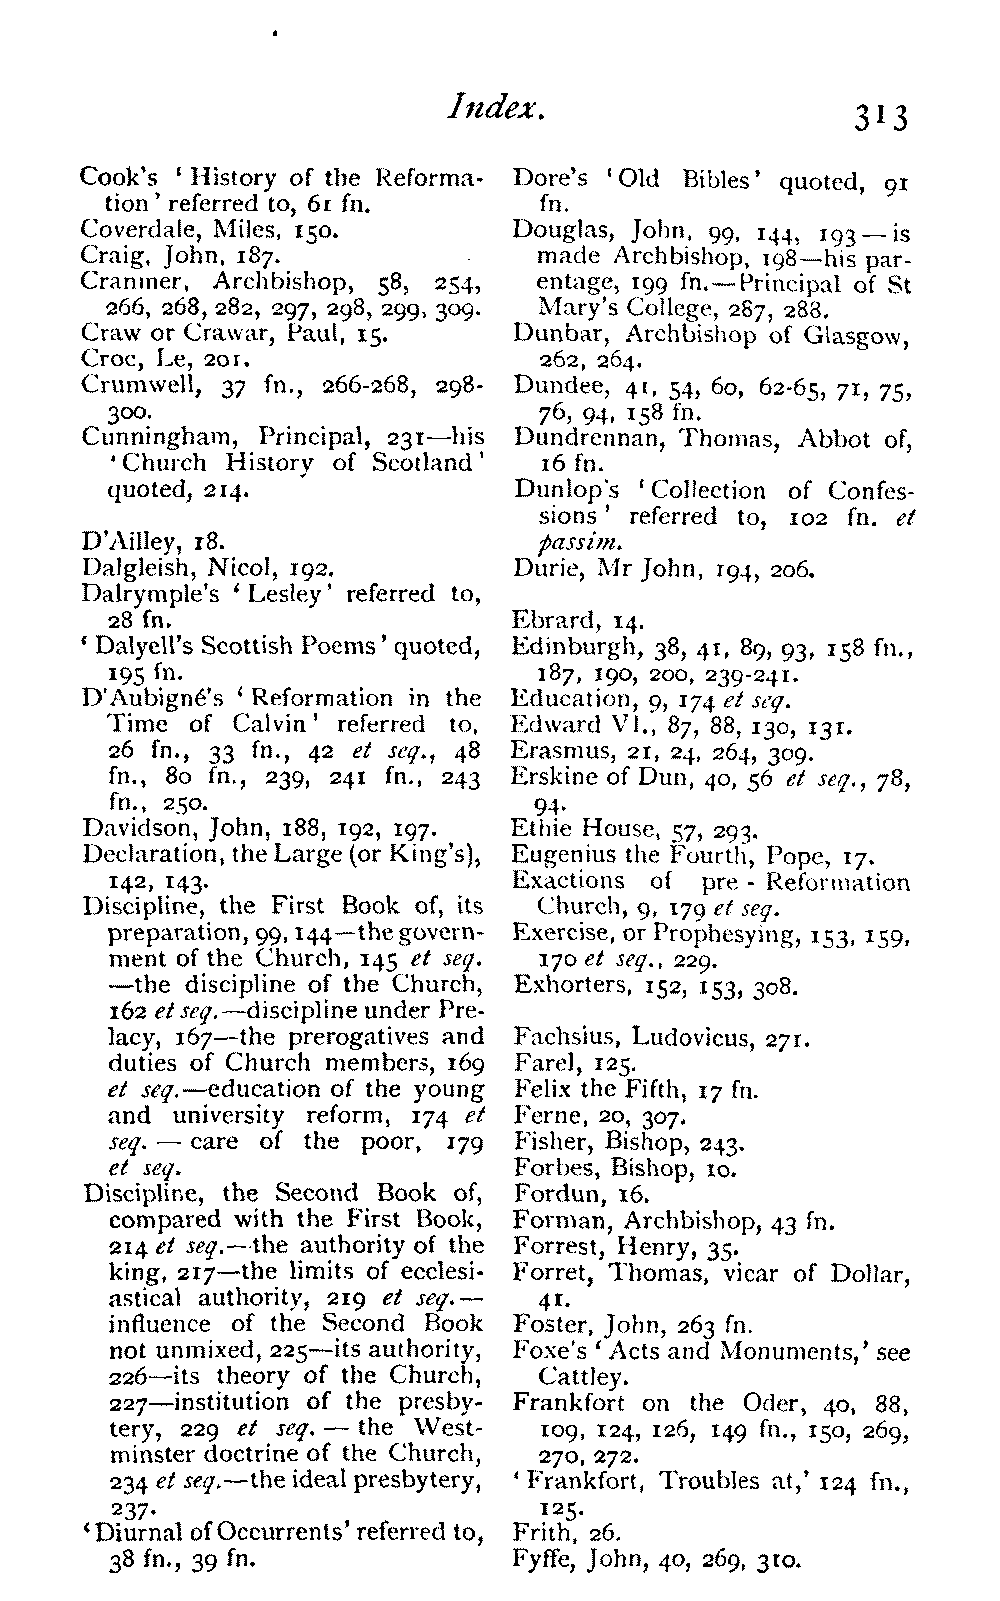 Index.
313
Cook's ‘ History of the Reforma-
tion’ referred to, 61 fn.
Coverdale, Miles, 150.
Craig, John, 187.
Cranmer, Archbishop, 58, 254,
266, 268, 282, 297, 298, 299, 309.
Craw or Crawar, Paul, 15.
Croc, Le, 201.
Crumwell, 37 fn., 266-268, 298-
300.
Cunningham, Principal, 231—his
‘Church History of Scotland’
quoted, 214.
D'Ailley, 18.
Dalgleish, Nicol, 192.
Dalrymple's ‘ Lesley’ referred to,
28 fn.
‘ Dalyell's Scottish Poems’ quoted,
195 fn.
D'Aubigné's ‘ Reformation in the
Time of Calvin’ referred to,
26 fn., 33 fn., 42 et seq., 48
fn., 80 fn., 239, 241 fn., 243
fn., 250.
Davidson, John, 188, 192, 197.
Declaration, the Large (or King's),
142, 143.
Discipline, the First Book of, its
preparation, 99, 144—the govern-
ment of the Church, 145 et seq.
—the discipline of the Church,
162 et seq.—discipline under Pre-
lacy, 167—the prerogatives and
duties of Church members, 169
et seq.—education of the young
and university reform, 174 et
seq. — care of the poor, 179
et seq.
Discipline, the Second Book of,
compared with the First Book,
214 et seq.—the authority of the
king, 217—the limits of ecclesi-
astical authority, 219 et seq.—
influence of the Second Book
not unmixed, 225—its authority,
226—its theory of the Church,
227—institution of the presby-
tery, 229 et seq. — the West-
minster doctrine of the Church,
234 et seq.—the ideal presbytery,
237.
‘Diurnal of Occurrents’ referred to,
38 fn., 39 fn.
Dore's ‘Old Bibles’ quoted, 91
fn.
Douglas, John, 99, 144, 193—is
made Archbishop, 198—his par-
entage, 199 fn.—Principal of St
Mary's College, 287, 288.
Dunbar, Archbishop of Glasgow,
262, 264.
Dundee, 41, 54, 60, 62-65, 71, 75,
76, 94, 158 fn.
Dundrennan, Thomas, Abbot of,
16 fn.
Dunlop's ‘Collection of Confes-
sions’ referred to, 102 fn. et
passim.
Durie, Mr John, 194, 206.
Ebrard, 14.
Edinburgh, 38, 41, 89, 93, 158 fn.,
187, 190, 200, 239-241.
Education, 9, 174 et seq.
Edward VI., 87, 88, 130, 131.
Erasmus, 21, 24, 264, 309.
Erskine of Dun, 40, 56 et seq., 78,
94.
Ethie House, 57, 293.
Eugenius the Fourth, Pope, 17.
Exactions of pre - Reformation
Church, 9, 179 et seq.
Exercise, or Prophesying, 153, 159,
170 et seq., 229.
Exhorters, 152, 153, 308.
Fachsius, Ludovicus, 271.
Farel, 125.
Felix the Fifth, 17 fn.
Ferne, 20, 307.
Fisher, Bishop, 243.
Forbes, Bishop, 10.
Fordun, 16.
Forman, Archbishop, 43 fn.
Forrest, Henry, 35.
Forret, Thomas, vicar of Dollar,
41.
Foster, John, 263 fn.
Foxe's ‘ Acts and Monuments,’ see
Cattley.
Frankfort on the Oder, 40, 88,
109, 124, 126, 149 fn., 150, 269,
270, 272.
‘ Frankfort, Troubles at,’ 124 fn.,
125.
Frith, 26.
Fyffe, John, 40, 269, 310.